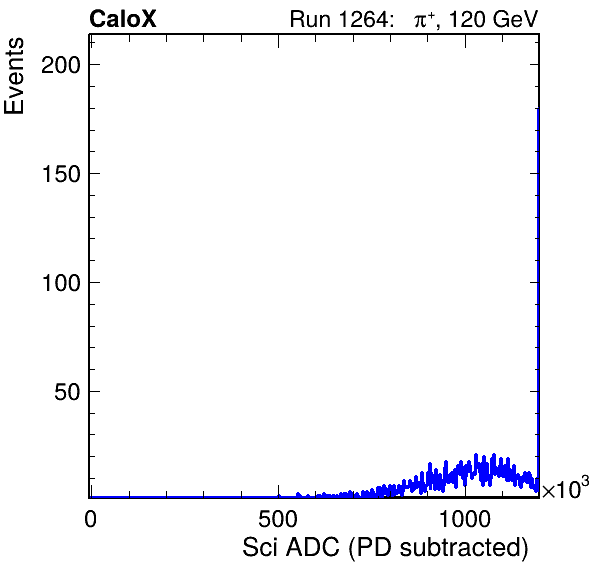 CaloX Run 1264: π⁺, 120 GeV
Events
200
150
100
50
0 500 1000 ×10³
Sci ADC (PD subtracted)